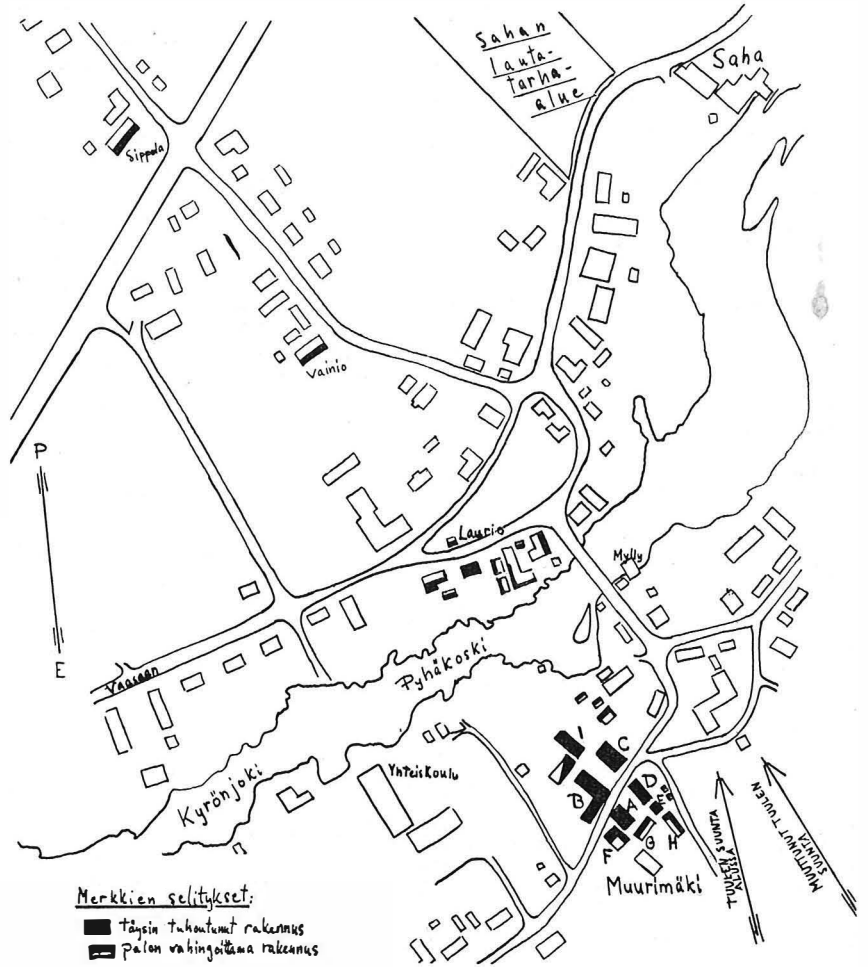 Sahan
lauta-
tarha-
alue
Saha
Sippola
Vainio
P
E
Laurio
Mylly
Vaasaan
Pyhäkoski
Kyrönjoki
Yhteiskoulu
I
C
B
D
A
E
F
G
H
Muurimäki
TUULEN SUUNTA
ALUSSA
MUUTTUNUT TUULEN
SUUNTA
Merkkien selitykset:
täysin tuhoutunut rakennus
palon vahingoittama rakennus